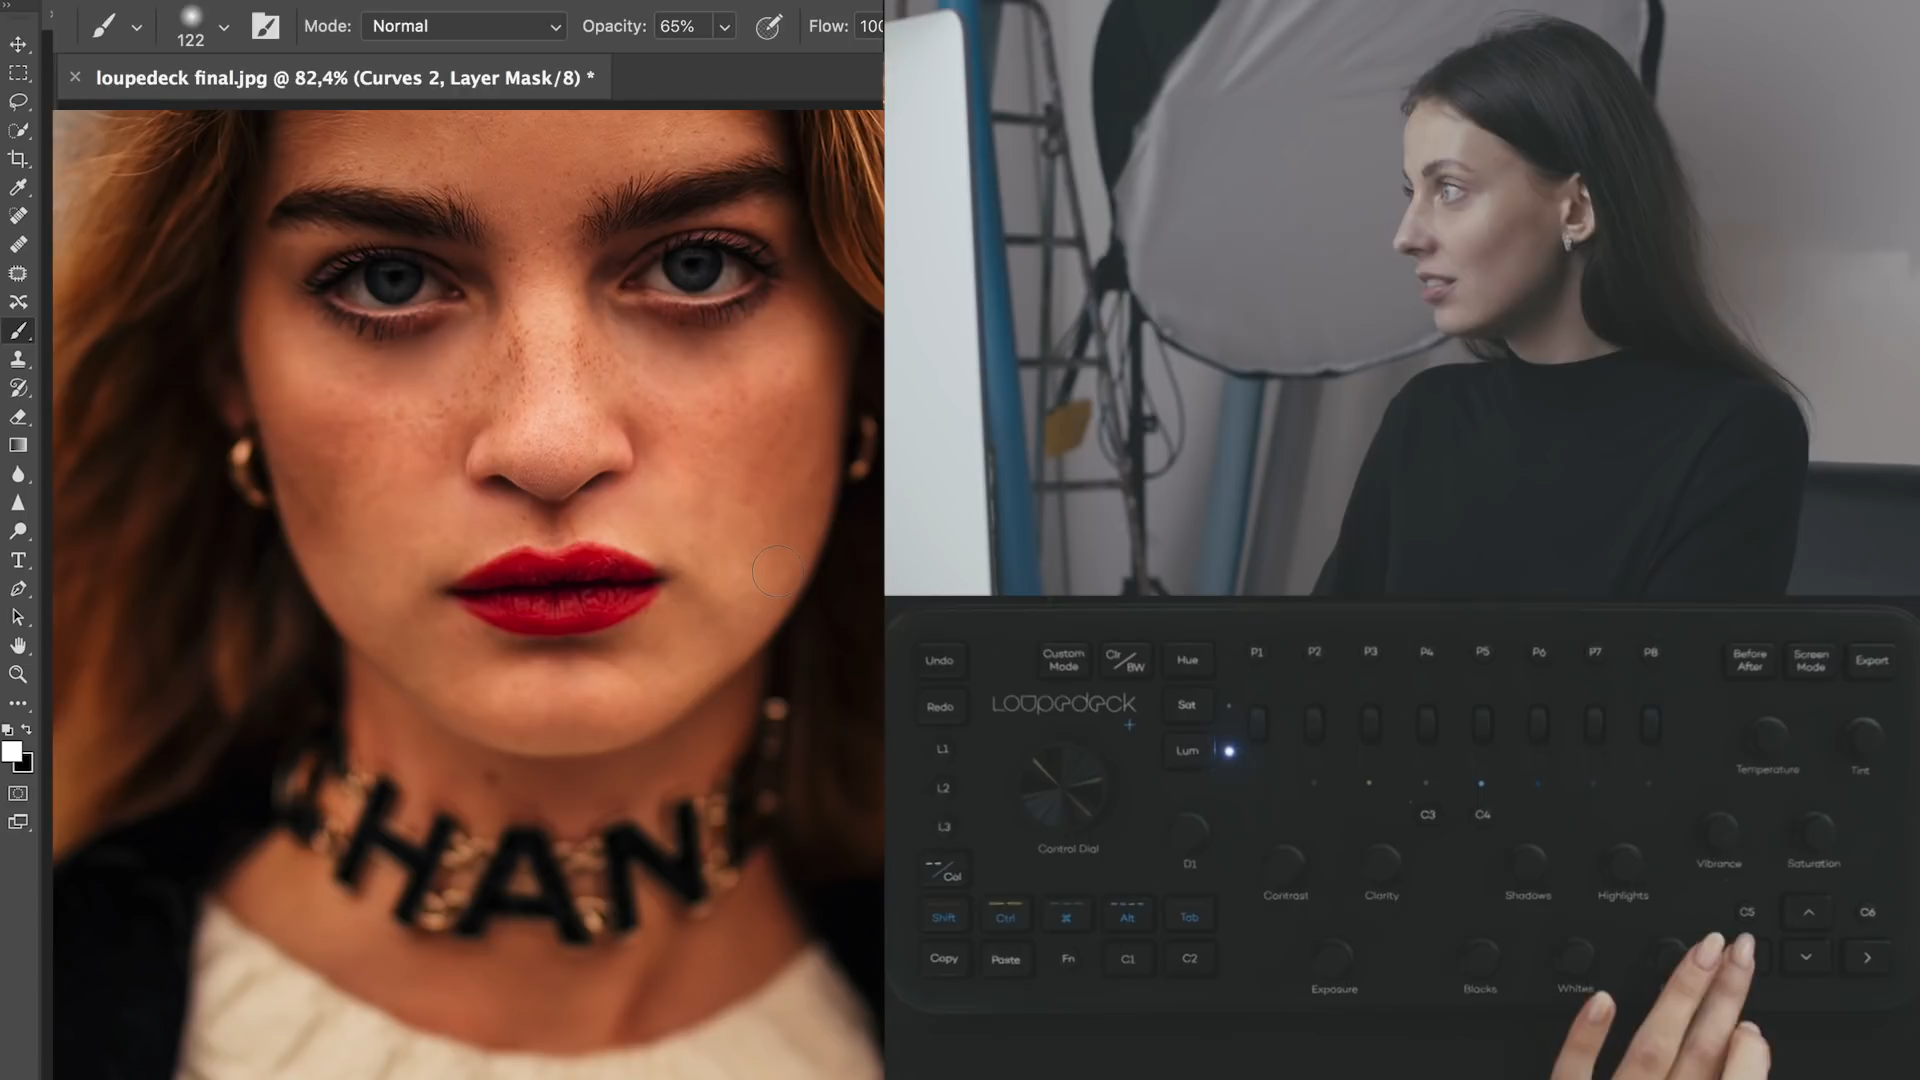 122
Mode: Normal
Opacity: 65%
Flow: 100
loupedeck final.jpg @ 82,4% (Curves 2, Layer Mask/8) *
HAN
Undo
Custom Mode
Clr/BW
Hue
P1 P2 P3 P4 P5 P6 P7 P8
Before After
Screen Mode
Export
Redo
Loupedeck +
Sat
L1
Lum
L2
Temperature
Tint
C3
C4
L3
Control Dial
D1
Vibrance
Saturation
Col
Contrast
Clarity
Shadows
Highlights
Shift
Ctrl
⌘
Alt
Tab
C5
C6
Copy
Paste
Fn
C1
C2
Exposure
Blacks
Whites